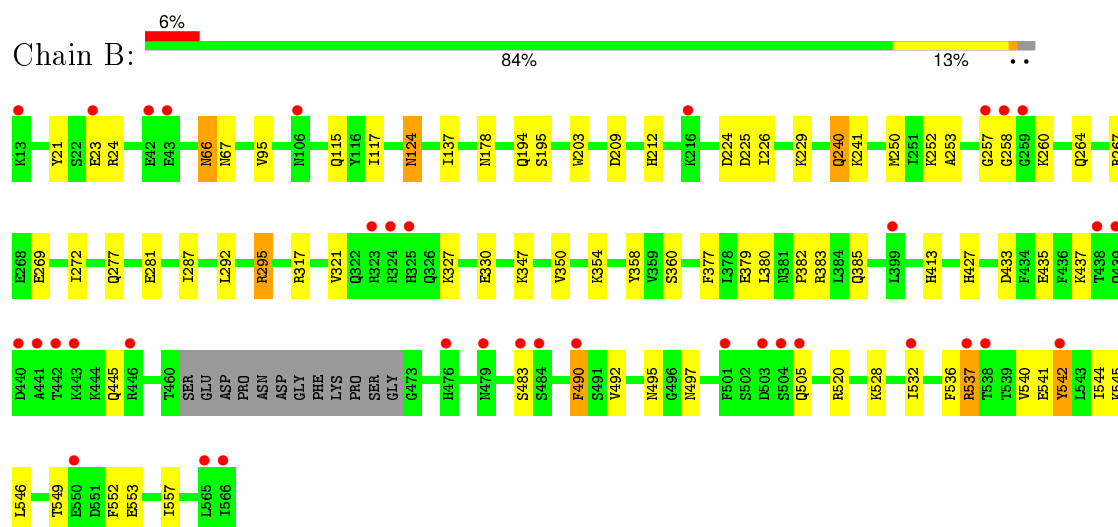 6%
Chain B:
84% 13% • •
K13 Y21 S22 E23 R24 E42 E43 N66 N67 V95 N106 Q115 Y116 I117 N124 I137 N178 Q194 S195 W203 D209 H212 K216 D224 D225 I226 K229 Q240 K241 M250 I251 K252 A253 G257 G258 G259 K260 Q264
E268 E269 I272 Q277 E281 I287 L292 R295 R317 V321 Q322 R323 R324 H325 Q326 K327 E330 K347 V350 K354 Y358 V359 S360 F377 L378 E379 L380 N381 P382 R383 L384 Q385 L399 H413 H427 D433 F434 E435 F436 K437 T438
D440 A441 T442 K443 K444 Q445 R446 T460 SER GLU ASP PRO ASN ASP GLY PHE LYS PRO SER GLY G473 H476 N479 S483 S484 F490 S491 V492 N495 G496 N497 F501 S502 D503 S504 Q505 R520 K528 I532 F536 R537 T538 T539 V540 E541 Y542 L543 I544
L546 T549 E550 D551 F552 E553 I557 L565 I566